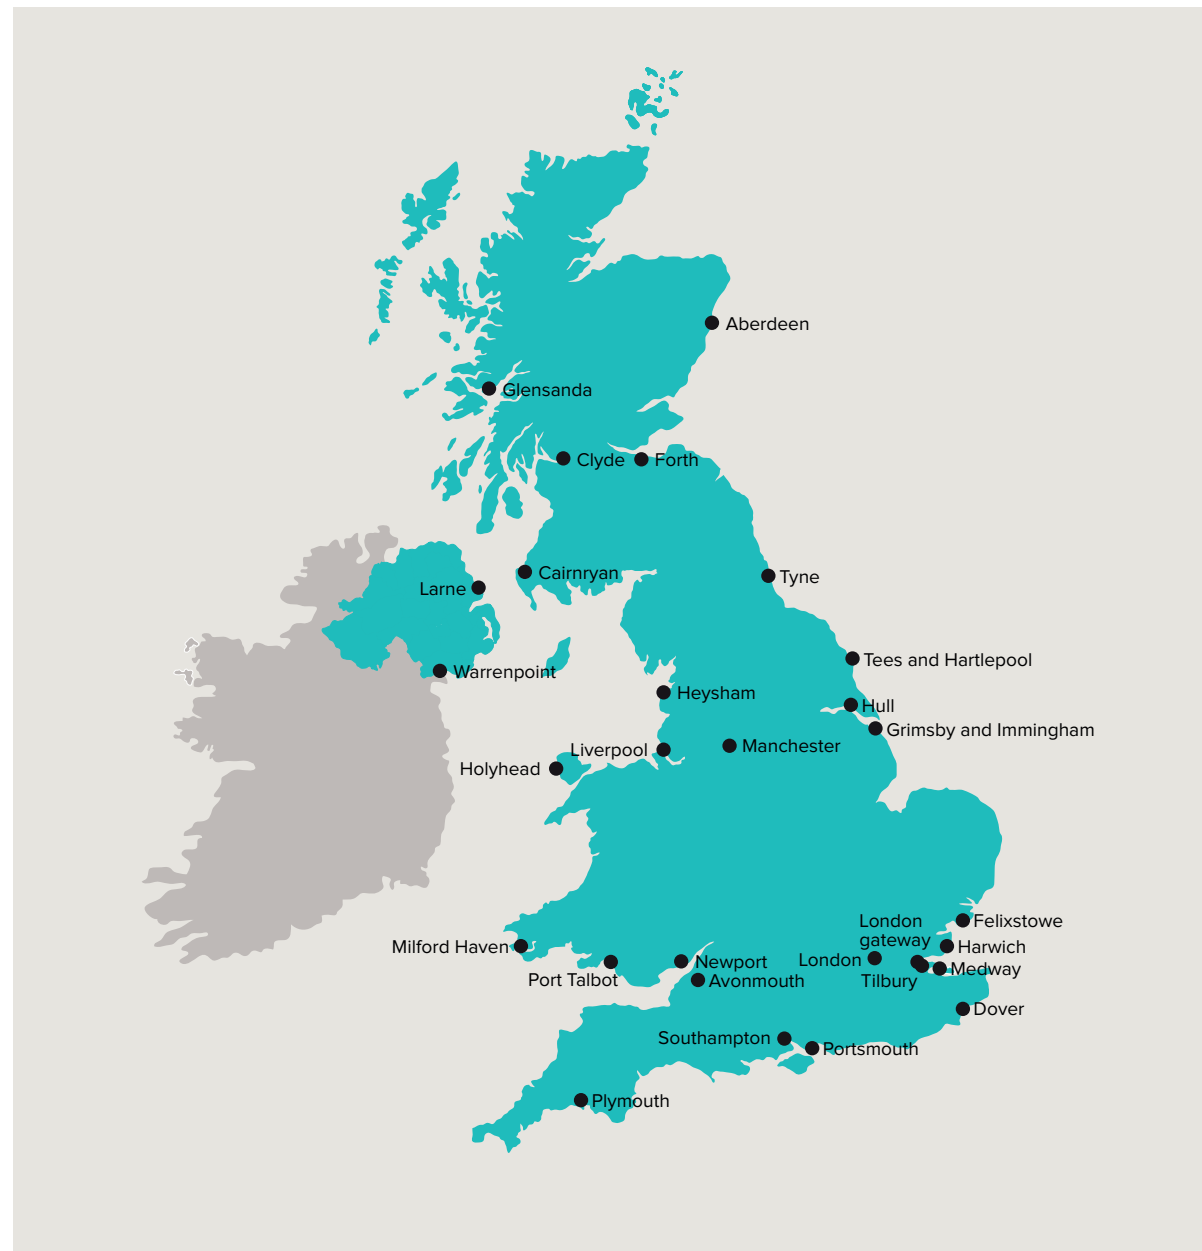 Aberdeen
Glensanda
Clyde
Forth
Cairnryan
Tyne
Larne
Tees and Hartlepool
Warrenpoint
Heysham
Hull
Grimsby and Immingham
Liverpool
Manchester
Holyhead
London
gateway
Felixstowe
Milford Haven
Harwich
London
Newport
Medway
Port Talbot
Avonmouth
Tilbury
Dover
Southampton
Portsmouth
Plymouth